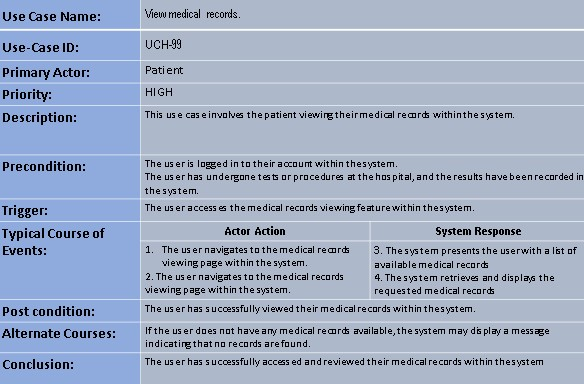 Use Case Name: View medical records.
Use-Case ID: UCH-99
Primary Actor: Patient
Priority: HIGH
Description: This use case involves the patient viewing their medical records within the system.
Precondition: The user is logged in to their account within the system.
The user has undergone tests or procedures at the hospital, and the results have been recorded in
the system.
Trigger: The user accesses the medical records viewing feature within the system.
Typical Course of
Events:
Actor Action
1. The user navigates to the medical records
viewing page within the system.
2. The user navigates to the medical records
viewing page within the system.
System Response
3. The system presents the user with a list of
available medical records
4. The system retrieves and displays the
requested medical records
Post condition: The user has successfully viewed their medical records within the system.
Alternate Courses: If the user does not have any medical records available, the system may display a message
indicating that no records are found.
Conclusion: The user has successfully accessed and reviewed their medical records within the system